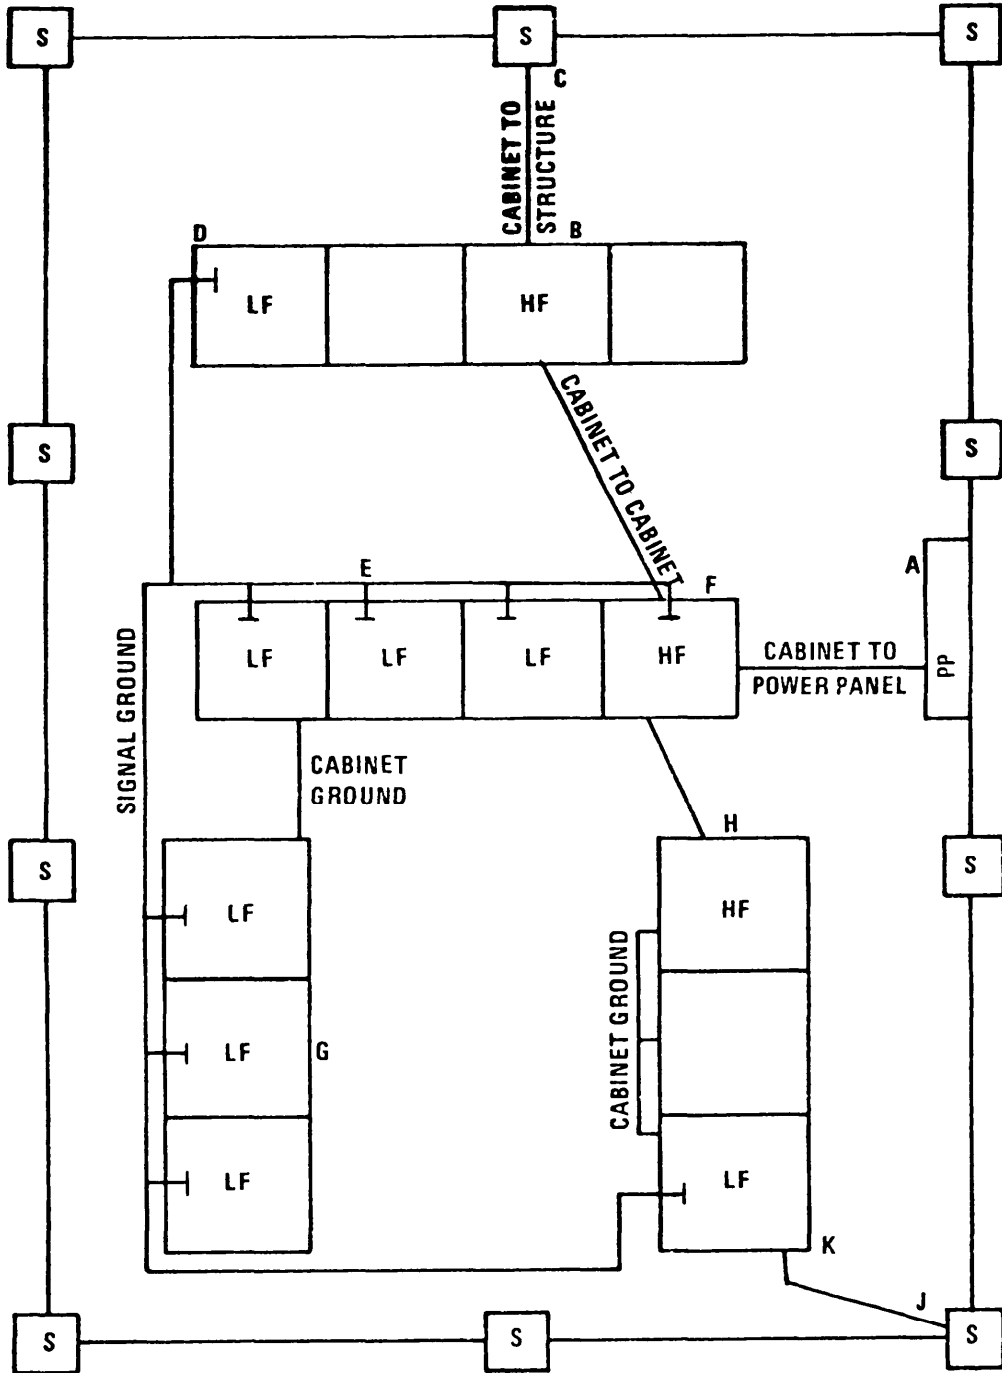 S
S
S
C
CABINET TO
STRUCTURE
D
B
LF
HF
CABINET TO CABINET
S
S
E
F
A
LF
LF
LF
HF
CABINET TO
POWER PANEL
PP
SIGNAL GROUND
CABINET
GROUND
H
S
S
LF
HF
CABINET GROUND
LF
G
LF
LF
K
J
S
S
S